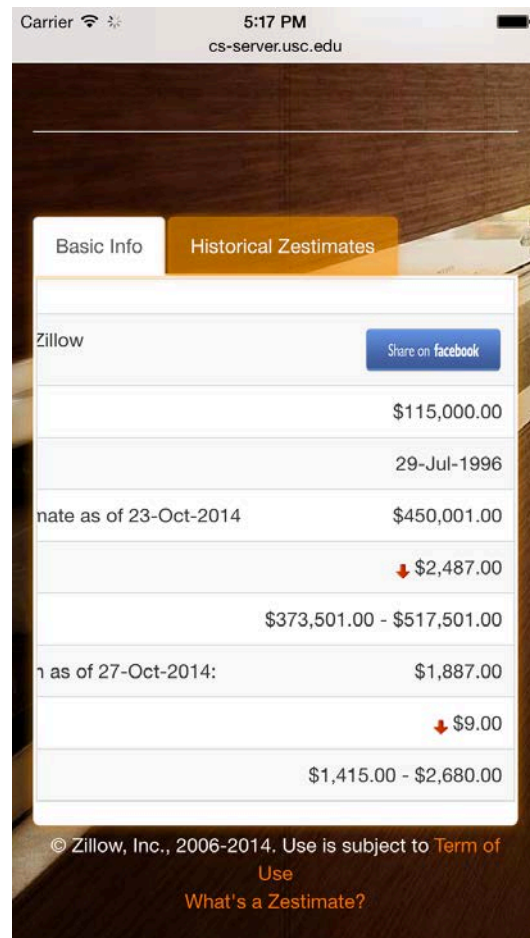 Carrier 5:17 PM
cs-server.usc.edu
Basic Info Historical Zestimates
Zillow Share on facebook
$115,000.00
29-Jul-1996
mate as of 23-Oct-2014 $450,001.00
$2,487.00
$373,501.00 - $517,501.00
as of 27-Oct-2014: $1,887.00
$9.00
$1,415.00 - $2,680.00
© Zillow, Inc., 2006-2014. Use is subject to Term of
Use
What's a Zestimate?